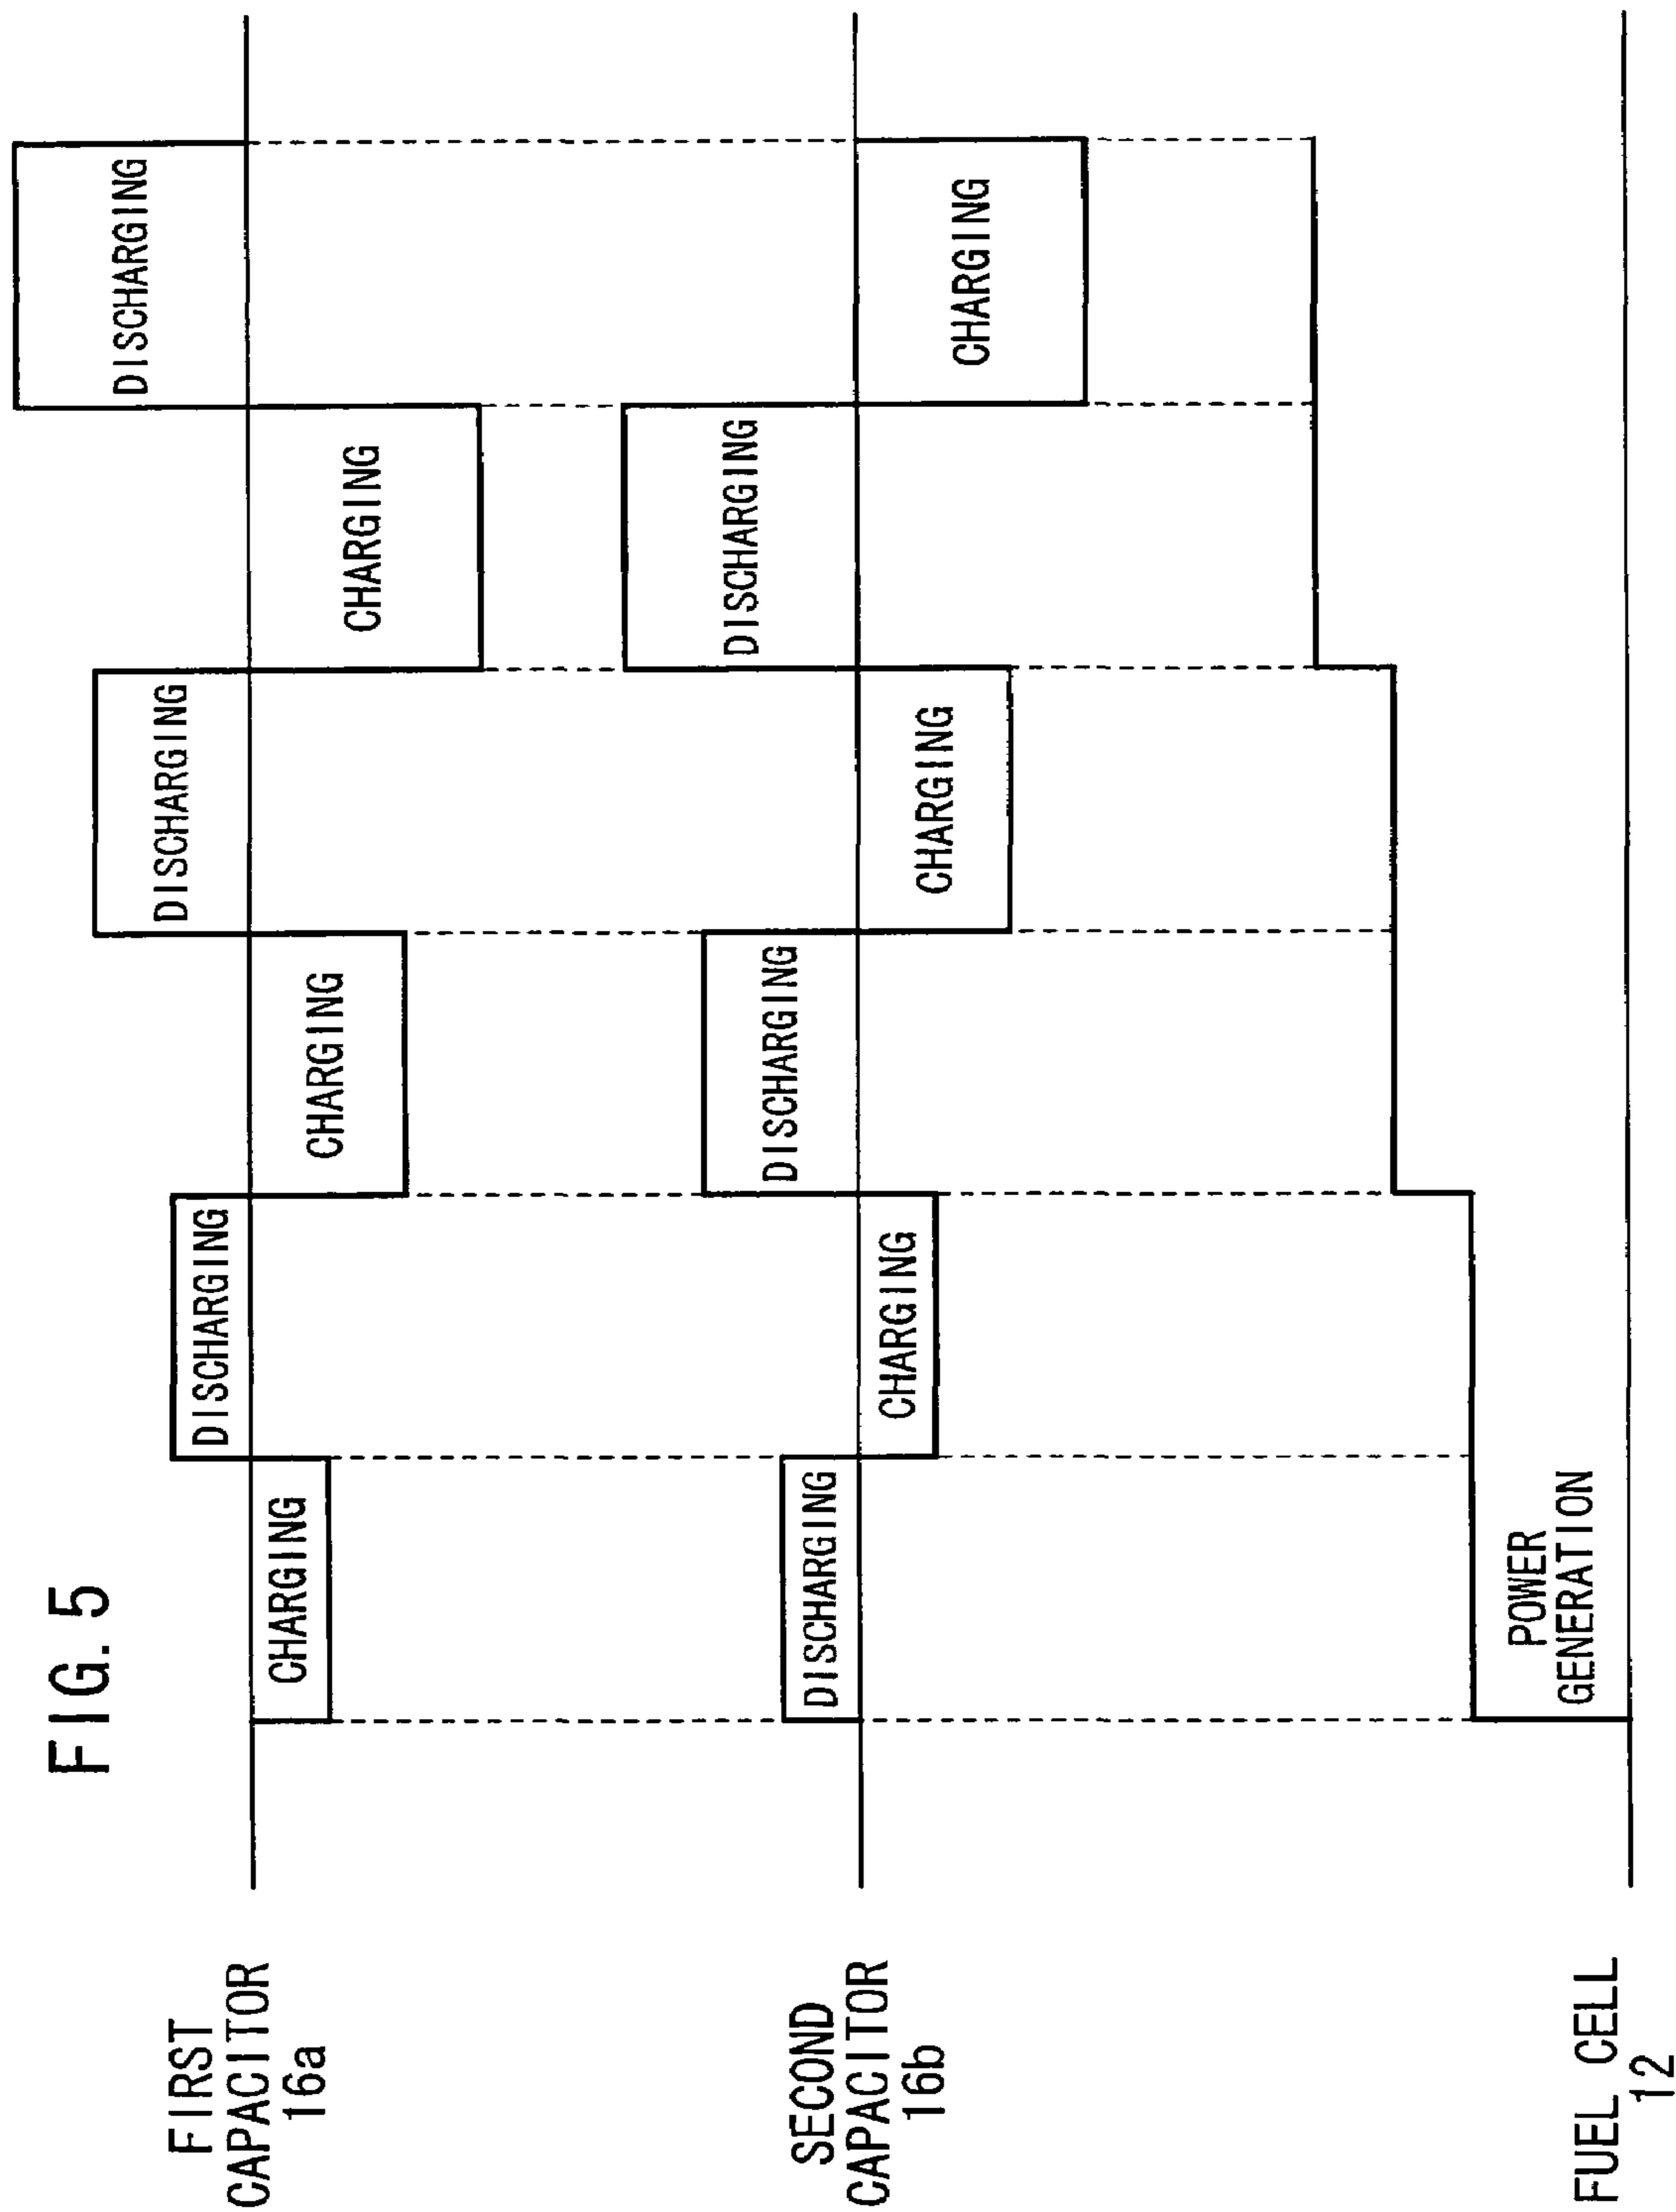 FIG. 5
FIRST
CAPACITOR
16a
CHARGING
DISCHARGING
CHARGING
DISCHARGING
CHARGING
DISCHARGING
SECOND
CAPACITOR
16b
DISCHARGING
CHARGING
DISCHARGING
CHARGING
DISCHARGING
CHARGING
FUEL CELL
12
POWER
GENERATION